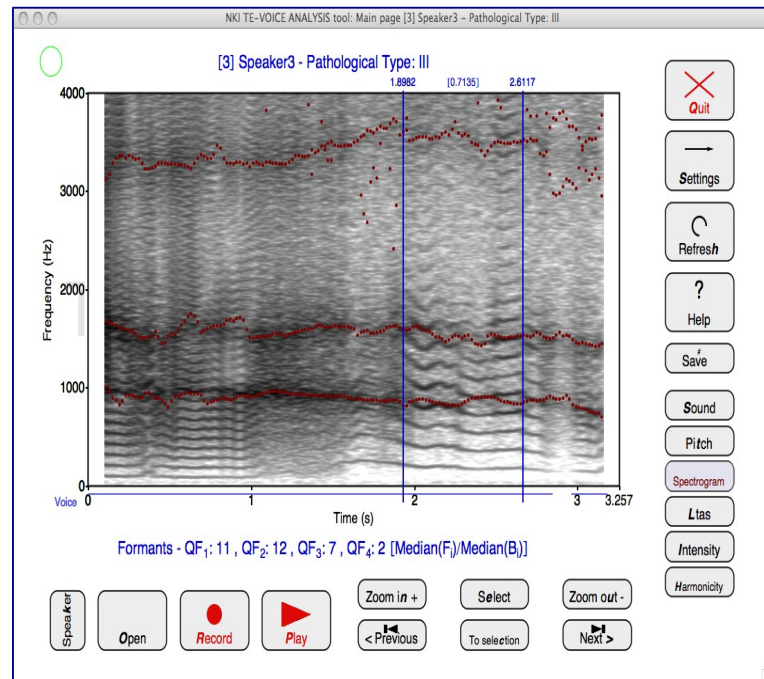 NKI TE-VOICE ANALYSIS tool: Main page [3] Speaker3 - Pathological Type: III
[3] Speaker3 - Pathological Type: III
1.8982 [0.7135] 2.6117
4000
3000
2000
1000
0
Frequency (Hz)
Voice 0 1 2 3 3.257
Time (s)
Formants - QF1: 11 , QF2: 12 , QF3: 7 , QF4: 2 [Median(Fi)/Median(Bi)]
Quit
Settings
Refresh
?
Help
#
Save
Sound
Pitch
Spectrogram
Ltas
Intensity
Harmonicity
Speaker
Open
Record
Play
Zoom in +
Select
Zoom out -
< Previous
To selection
Next >